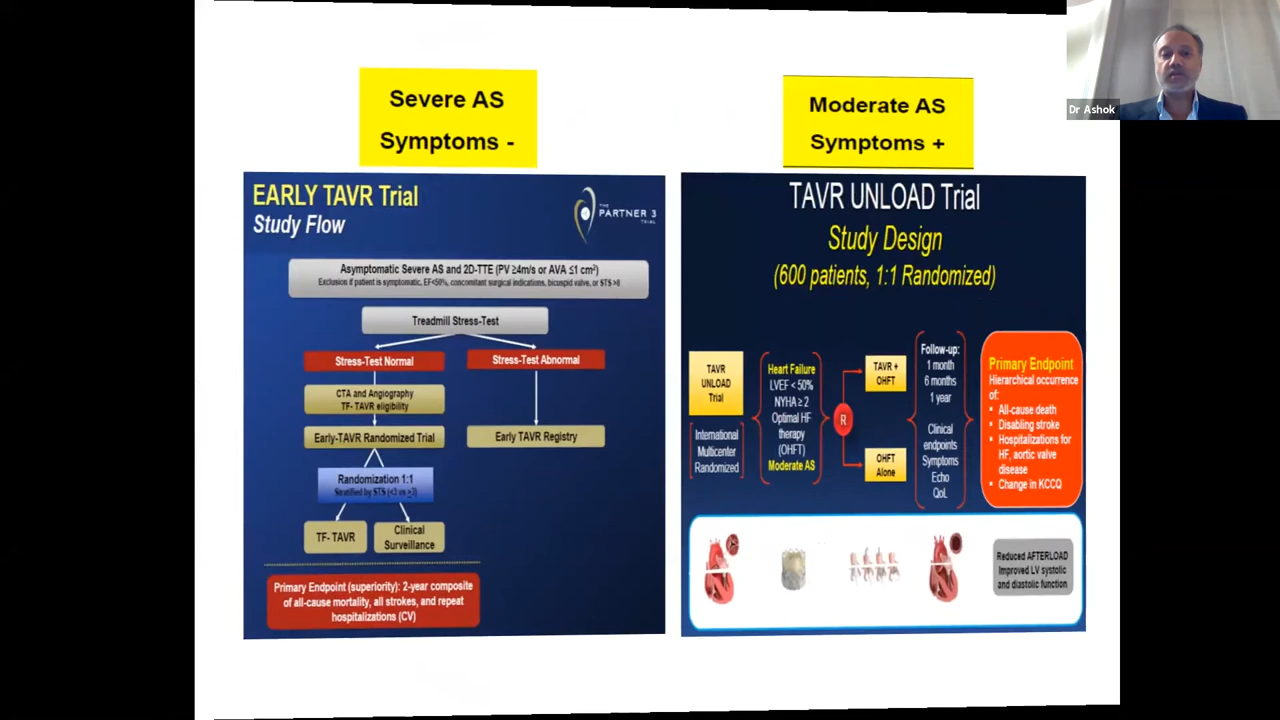 Severe AS
Symptoms -
Moderate AS
Symptoms +
Dr Ashok
EARLY TAVR Trial
Study Flow
THE
PARTNER 3
TRIAL
Asymptomatic Severe AS and 2D-TTE (PV ≥4m/s or AVA ≤1 cm²)
Exclusion if patient is symptomatic, EF<50%, concomitant surgical indications, bicuspid valve, or STS >8
Treadmill Stress-Test
Stress-Test Normal
Stress-Test Abnormal
CTA and Angiography
TF- TAVR eligibility
Early-TAVR Randomized Trial
Early TAVR Registry
Randomization 1:1
Stratified by STS (<3 vs ≥3)
TF- TAVR
Clinical
Surveillance
Primary Endpoint (superiority): 2-year composite
of all-cause mortality, all strokes, and repeat
hospitalizations (CV)
TAVR UNLOAD Trial
Study Design
(600 patients, 1:1 Randomized)
TAVR
UNLOAD
Trial
International
Multicenter
Randomized
Heart Failure
LVEF < 50%
NYHA ≥ 2
Optimal HF
therapy
(OHFT)
Moderate AS
R
TAVR +
OHFT
OHFT
Alone
Follow-up:
1 month
6 months
1 year
Clinical
endpoints
Symptoms
Echo
QoL
Primary Endpoint
Hierarchical occurrence
of:
• All-cause death
• Disabling stroke
• Hospitalizations for
HF, aortic valve
disease
• Change in KCCQ
Reduced AFTERLOAD
Improved LV systolic
and diastolic function